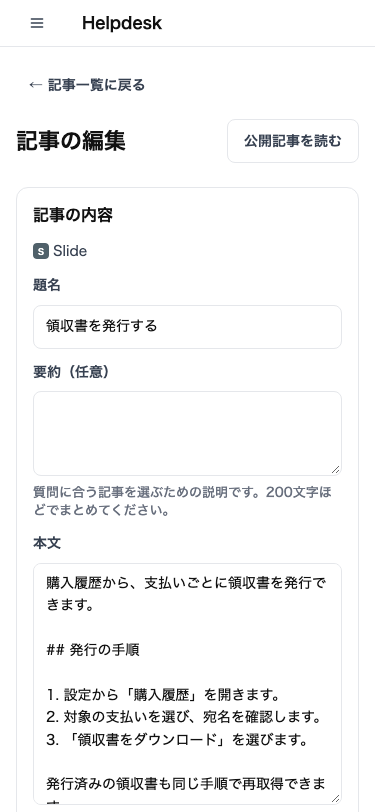 Helpdesk
← 記事一覧に戻る
記事の編集
公開記事を読む
記事の内容
S Slide
題名
領収書を発行する
要約（任意）
質問に合う記事を選ぶための説明です。200文字ほ
どでまとめてください。
本文
購入履歴から、支払いごとに領収書を発行で
きます。
## 発行の手順
1. 設定から「購入履歴」を開きます。
2. 対象の支払いを選び、宛名を確認します。
3. 「領収書をダウンロード」を選びます。
発行済みの領収書も同じ手順で再取得できま